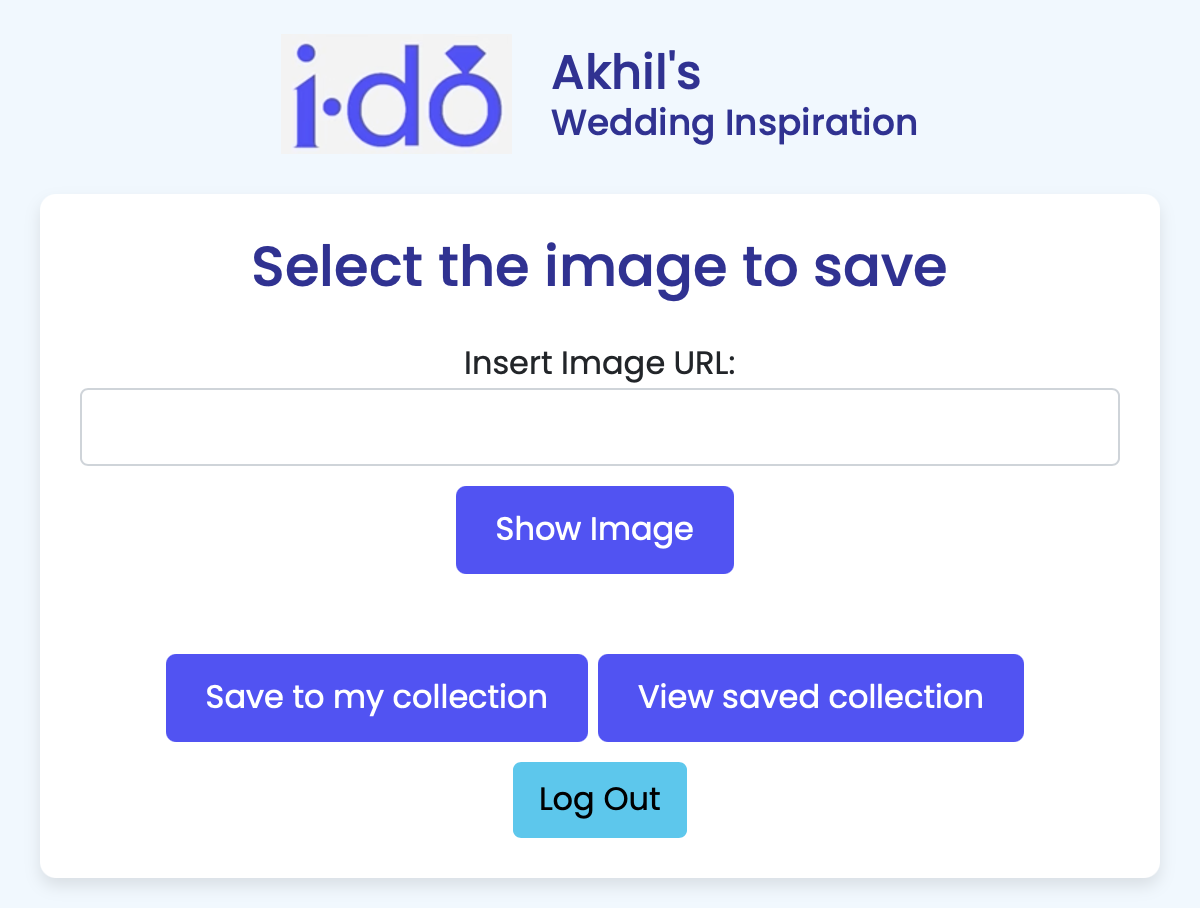 i·do
Akhil's
Wedding Inspiration
Select the image to save
Insert Image URL:
Show Image
Save to my collection
View saved collection
Log Out